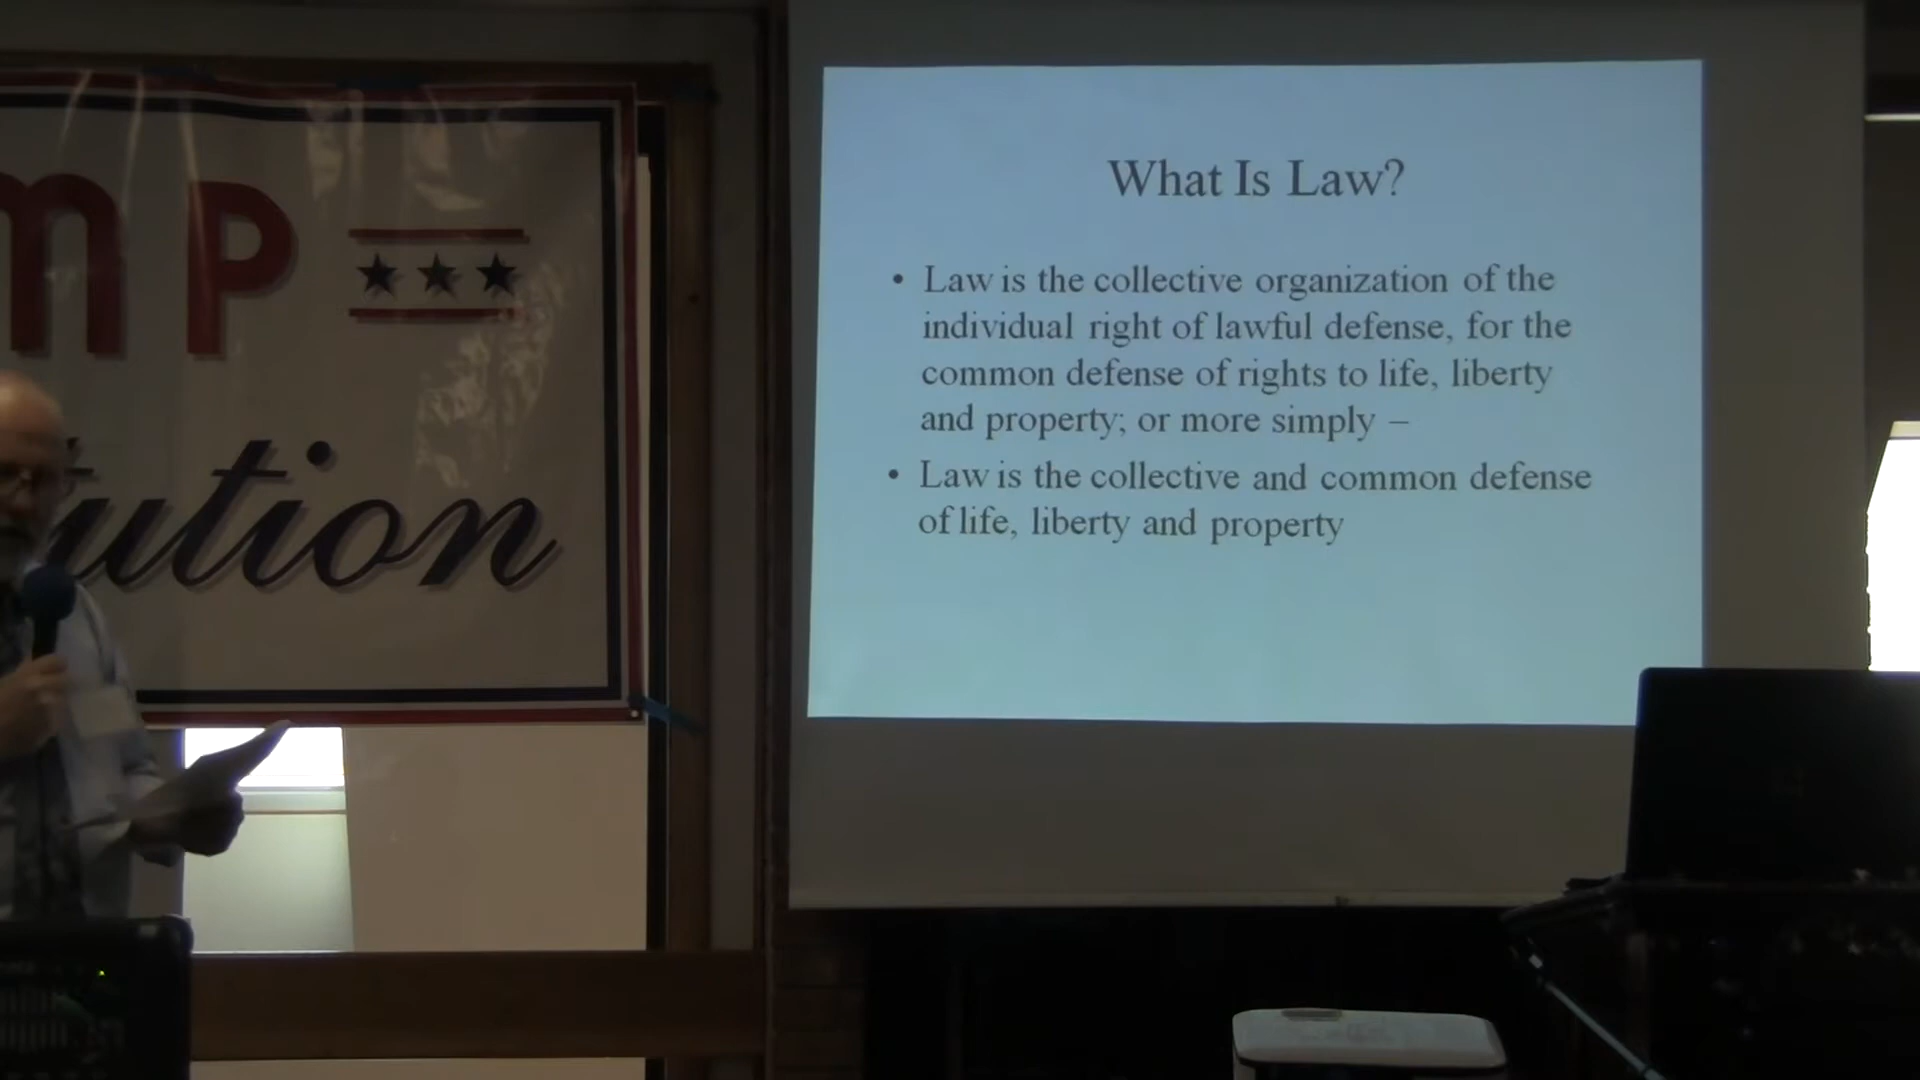 mp
tution
What Is Law?
• Law is the collective organization of the
individual right of lawful defense, for the
common defense of rights to life, liberty
and property; or more simply –
• Law is the collective and common defense
of life, liberty and property